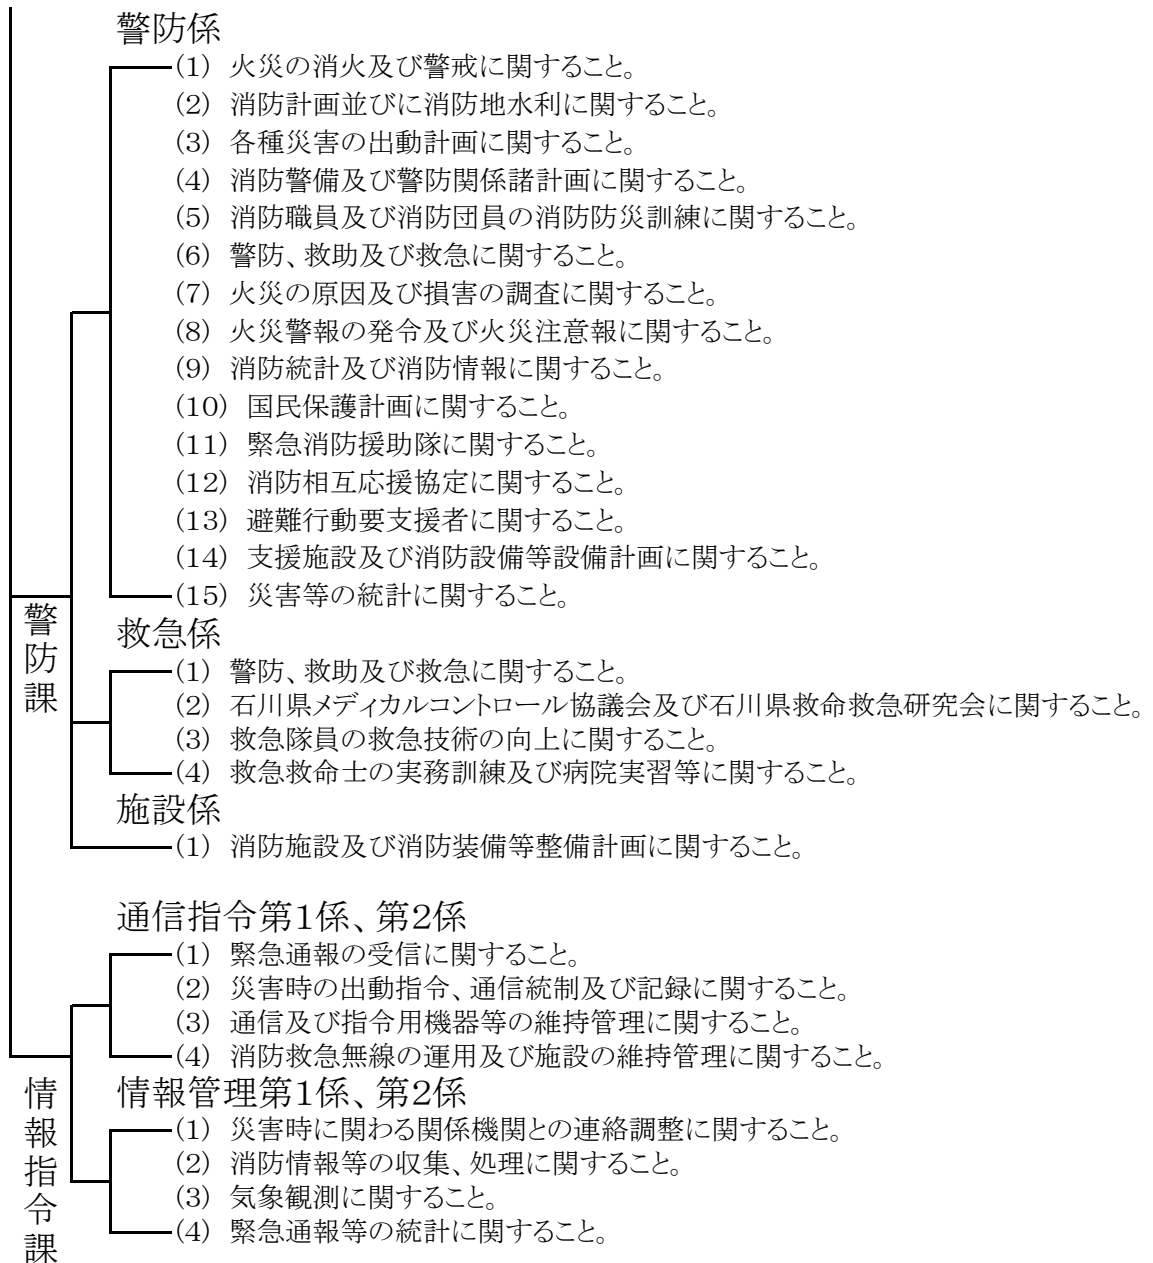 警防係
(1) 火災の消火及び警戒に関すること。
(2) 消防計画並びに消防地水利に関すること。
(3) 各種災害の出動計画に関すること。
(4) 消防警備及び警防関係諸計画に関すること。
(5) 消防職員及び消防団員の消防防災訓練に関すること。
(6) 警防、救助及び救急に関すること。
(7) 火災の原因及び損害の調査に関すること。
(8) 火災警報の発令及び火災注意報に関すること。
(9) 消防統計及び消防情報に関すること。
(10) 国民保護計画に関すること。
(11) 緊急消防援助隊に関すること。
(12) 消防相互応援協定に関すること。
(13) 避難行動要支援者に関すること。
(14) 支援施設及び消防設備等設備計画に関すること。
(15) 災害等の統計に関すること。
警防課
救急係
(1) 警防、救助及び救急に関すること。
(2) 石川県メディカルコントロール協議会及び石川県救命救急研究会に関すること。
(3) 救急隊員の救急技術の向上に関すること。
(4) 救急救命士の実務訓練及び病院実習等に関すること。
施設係
(1) 消防施設及び消防装備等整備計画に関すること。
通信指令第1係、第2係
(1) 緊急通報の受信に関すること。
(2) 災害時の出動指令、通信統制及び記録に関すること。
(3) 通信及び指令用機器等の維持管理に関すること。
(4) 消防救急無線の運用及び施設の維持管理に関すること。
情報指令課
情報管理第1係、第2係
(1) 災害時に関わる関係機関との連絡調整に関すること。
(2) 消防情報等の収集、処理に関すること。
(3) 気象観測に関すること。
(4) 緊急通報等の統計に関すること。